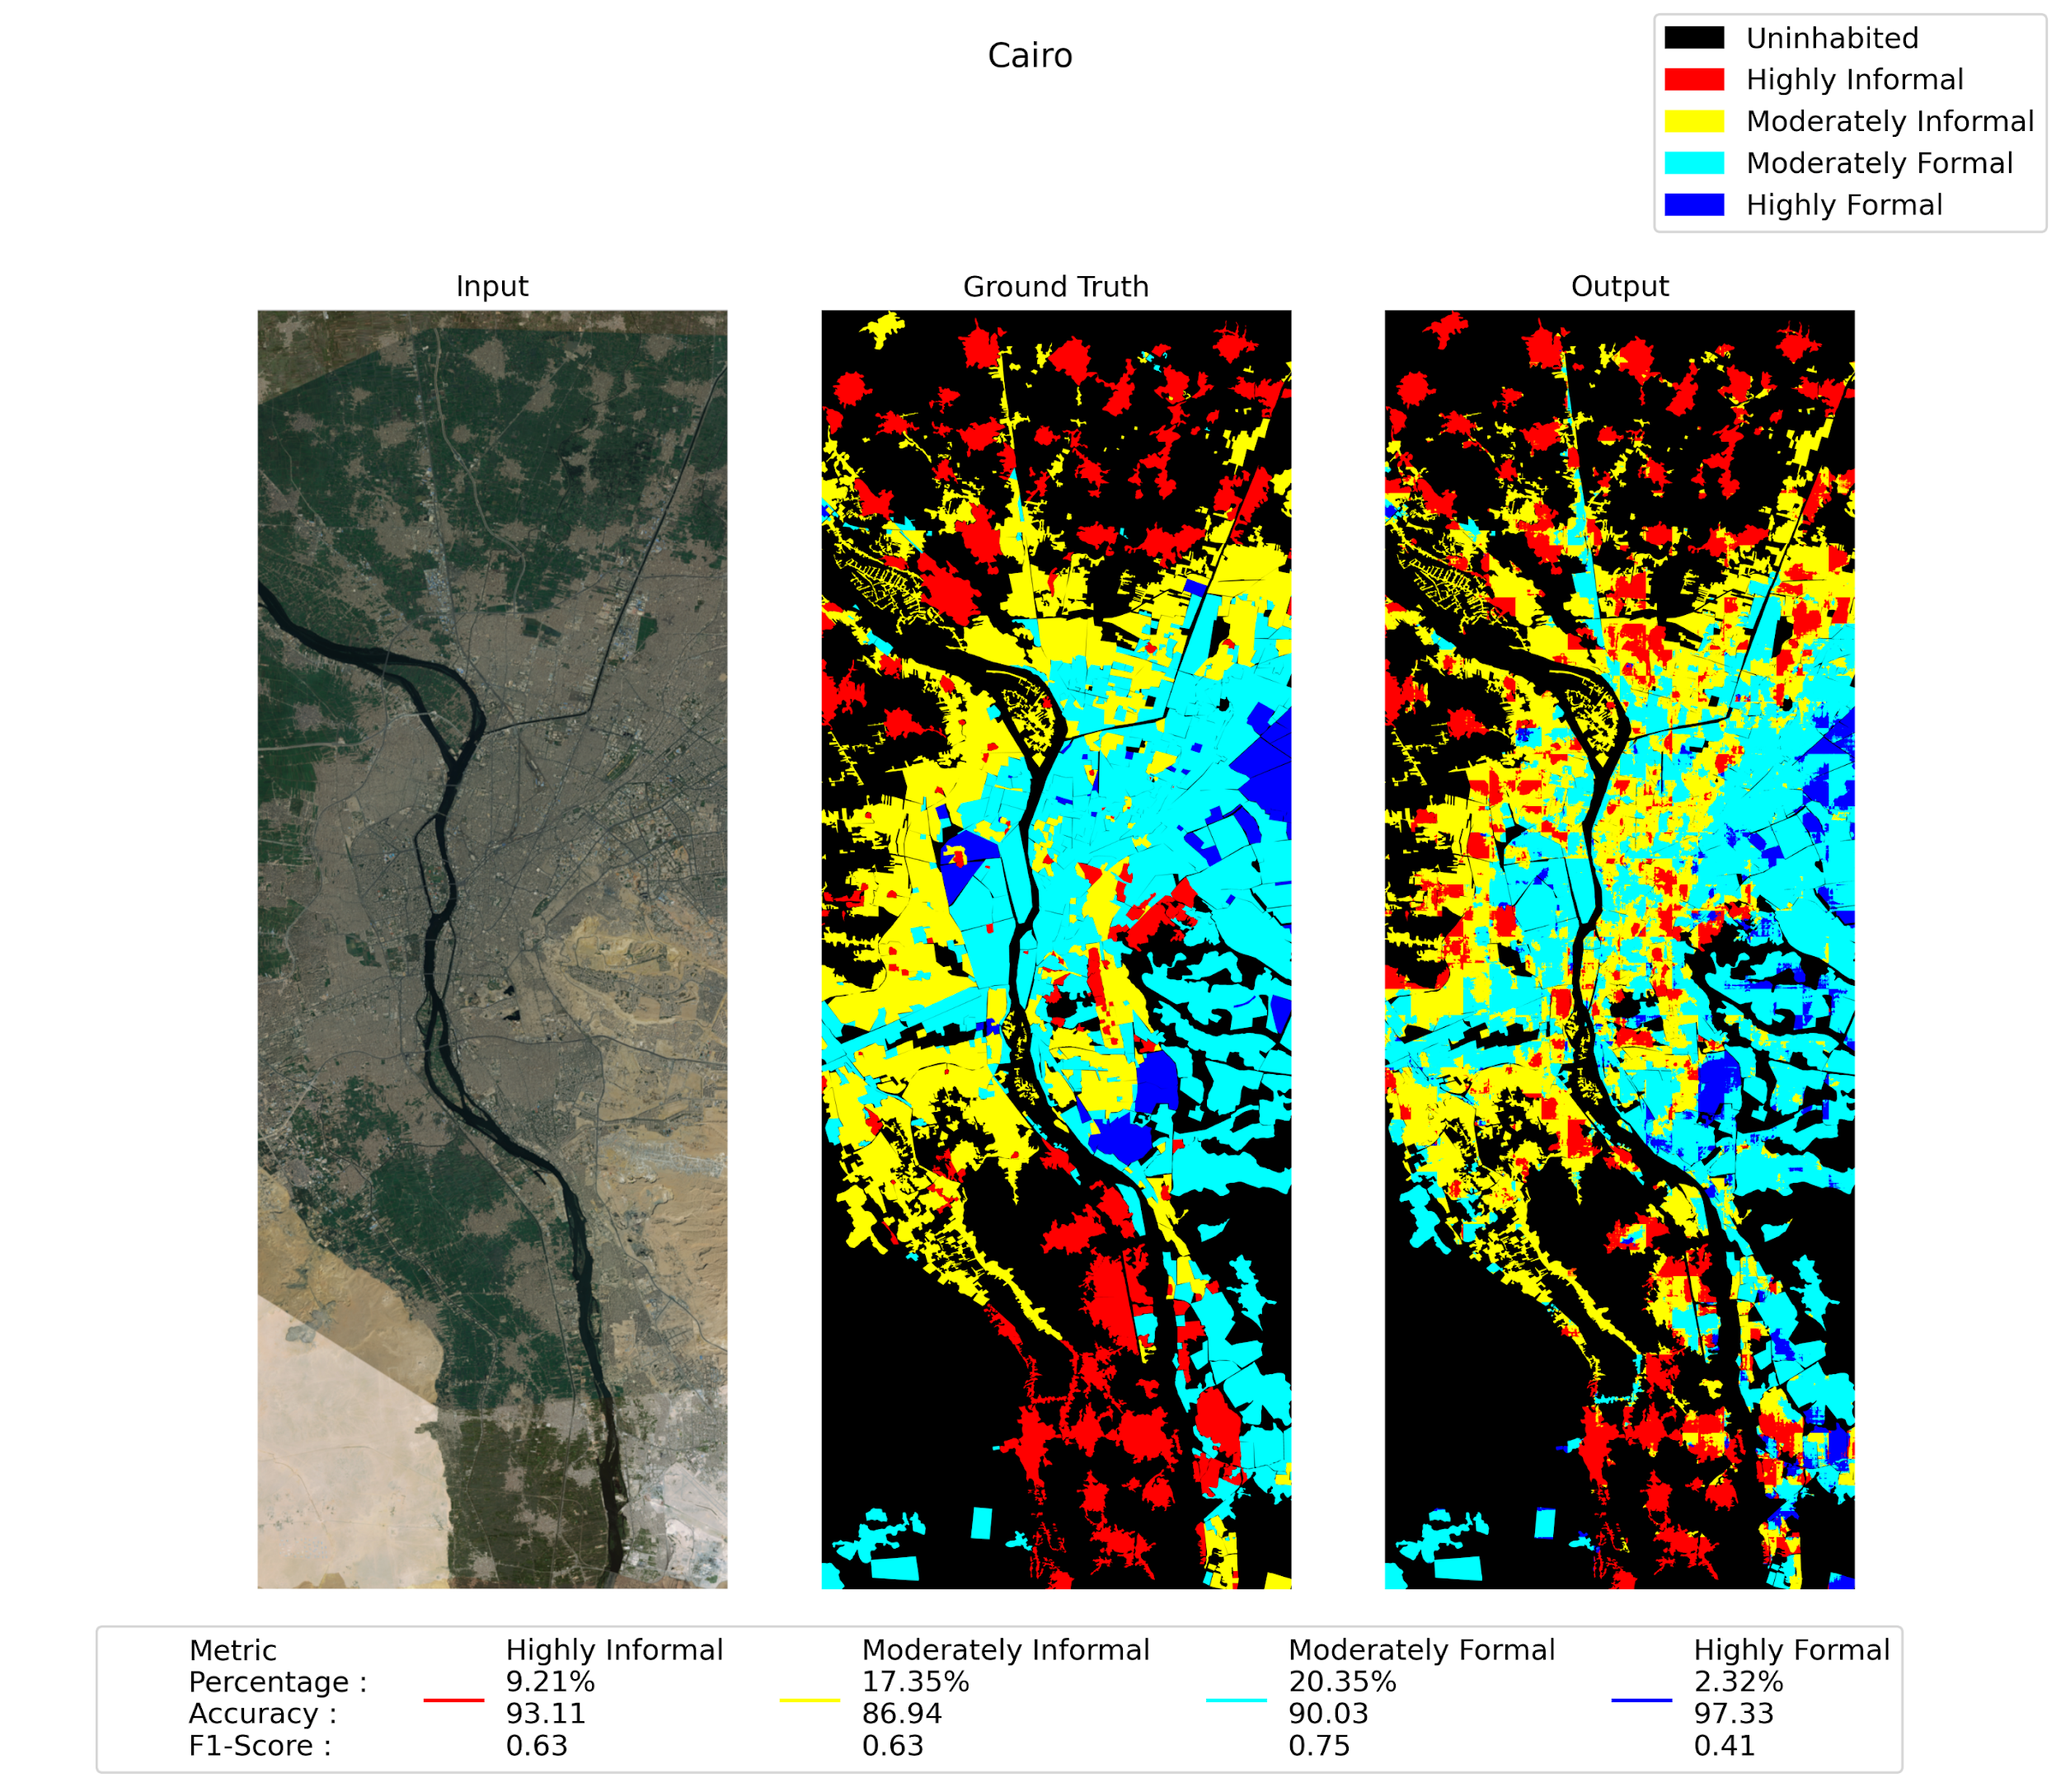 Cairo
Uninhabited
Highly Informal
Moderately Informal
Moderately Formal
Highly Formal
Input
Ground Truth
Output
Metric Highly Informal Moderately Informal Moderately Formal Highly Formal
Percentage : 9.21% 17.35% 20.35% 2.32%
Accuracy : 93.11 86.94 90.03 97.33
F1-Score : 0.63 0.63 0.75 0.41